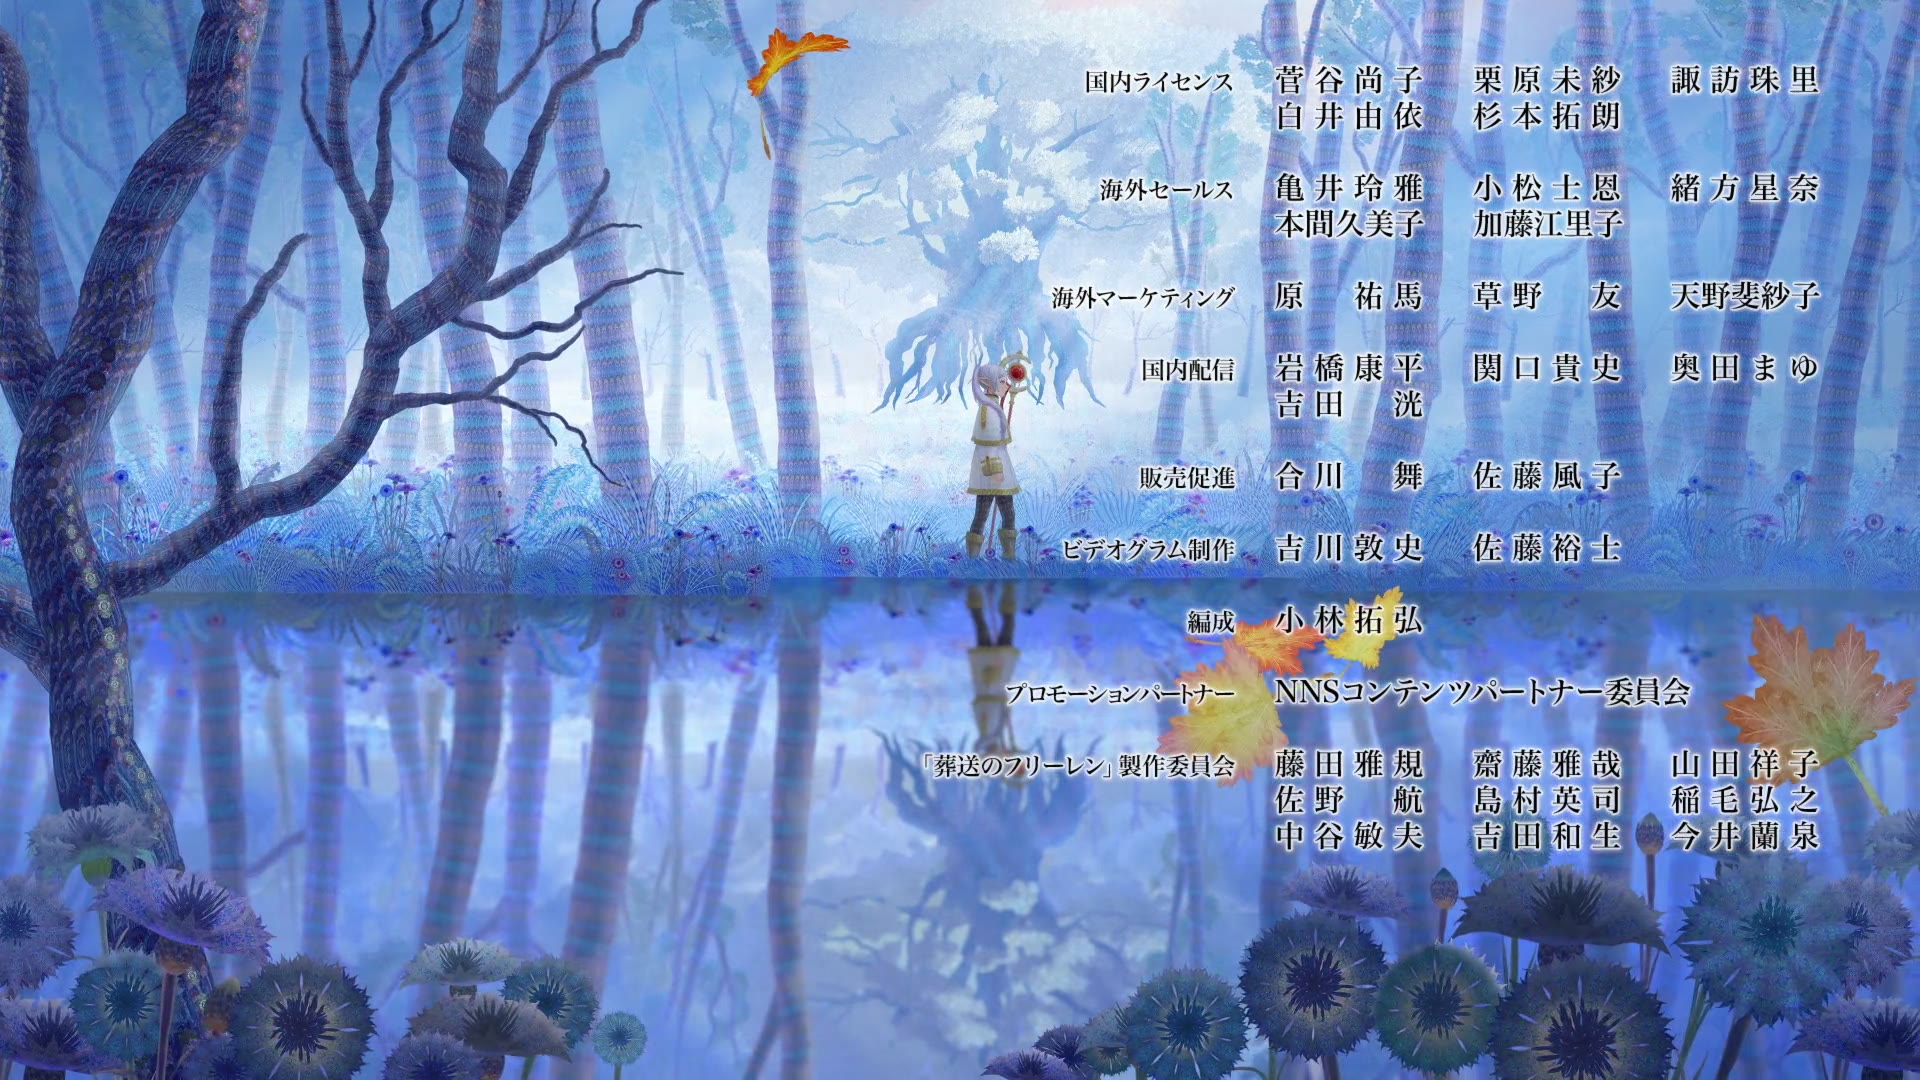 国内ライセンス 菅谷尚子 栗原未紗 諏訪珠里
白井由依 杉本拓朗
海外セールス 亀井玲雅 小松士恩 緒方星奈
本間久美子 加藤江里子
海外マーケティング 原祐馬 草野友 天野斐紗子
国内配信 岩橋康平 関口貴史 奥田まゆ
吉田洸
販売促進 合川舞 佐藤風子
ビデオグラム制作 吉川敦史 佐藤裕士
編成 小林拓弘
プロモーションパートナー NNSコンテンツパートナー委員会
「葬送のフリーレン」製作委員会 藤田雅規 齋藤雅哉 山田祥子
佐野航 島村英司 稲毛弘之
中谷敏夫 吉田和生 今井蘭泉